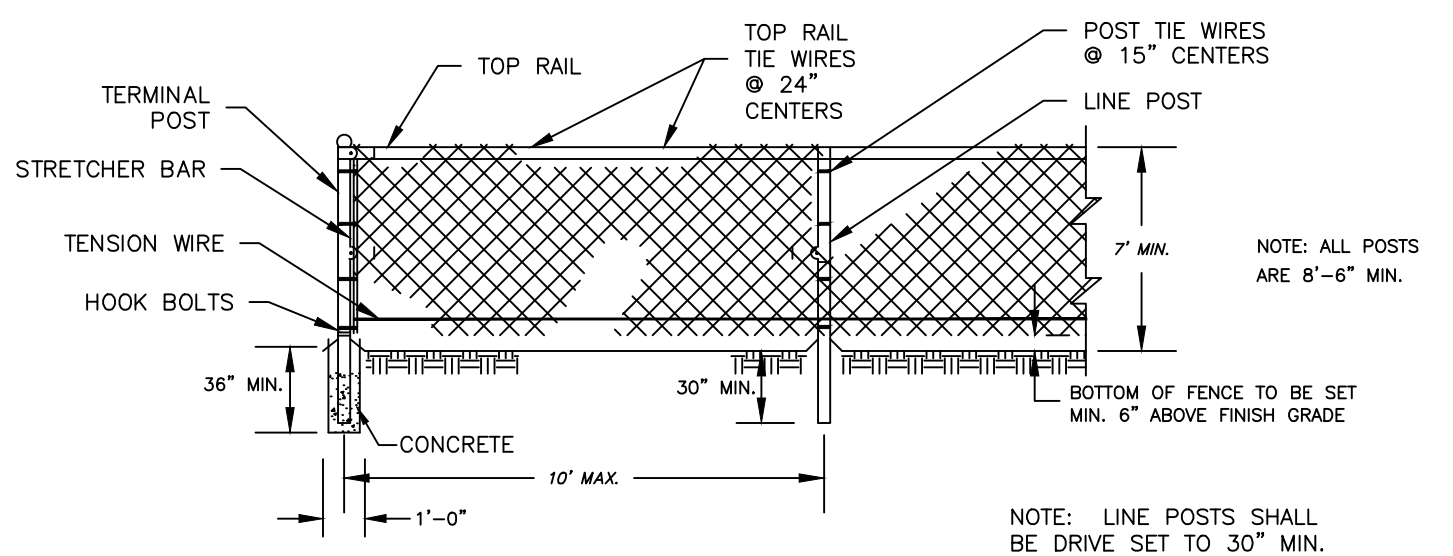 TOP RAIL
TIE WIRES
@ 24"
CENTERS
POST TIE WIRES
@ 15" CENTERS
TOP RAIL
LINE POST
TERMINAL
POST
STRETCHER BAR
TENSION WIRE
HOOK BOLTS
7' MIN.
NOTE: ALL POSTS
ARE 8'-6" MIN.
36" MIN.
30" MIN.
BOTTOM OF FENCE TO BE SET
MIN. 6" ABOVE FINISH GRADE
CONCRETE
10' MAX.
1'-0"
NOTE: LINE POSTS SHALL
BE DRIVE SET TO 30" MIN.